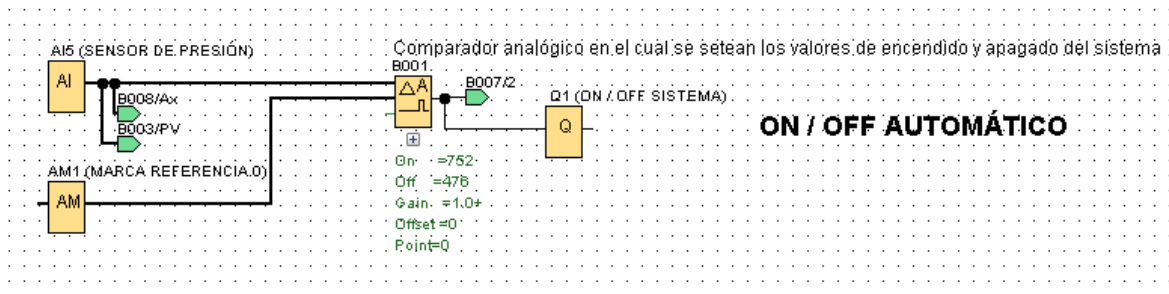 AI5 (SENSOR DE PRESIÓN)
Comparador analógico en el cual se setean los valores de encendido y apagado del sistema
B001
AI
B008/Ax
B003/PV
B007/2
Q1 (ON / OFF SISTEMA)
Q
ON / OFF AUTOMÁTICO
AM1 (MARCA REFERENCIA 0)
AM
On =752
Off =476
Gain =1.0+
Offset =0
Point=0